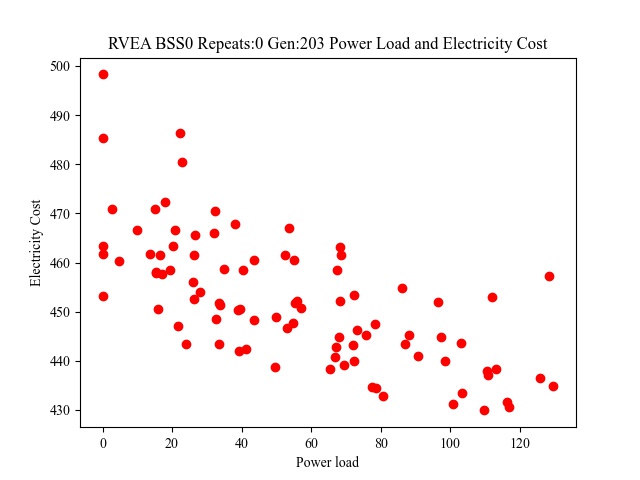 RVEA BSS0 Repeats:0 Gen:203 Power Load and Electricity Cost
500
490
480
470
460
450
440
430
Electricity Cost
0 20 40 60 80 100 120
Power load